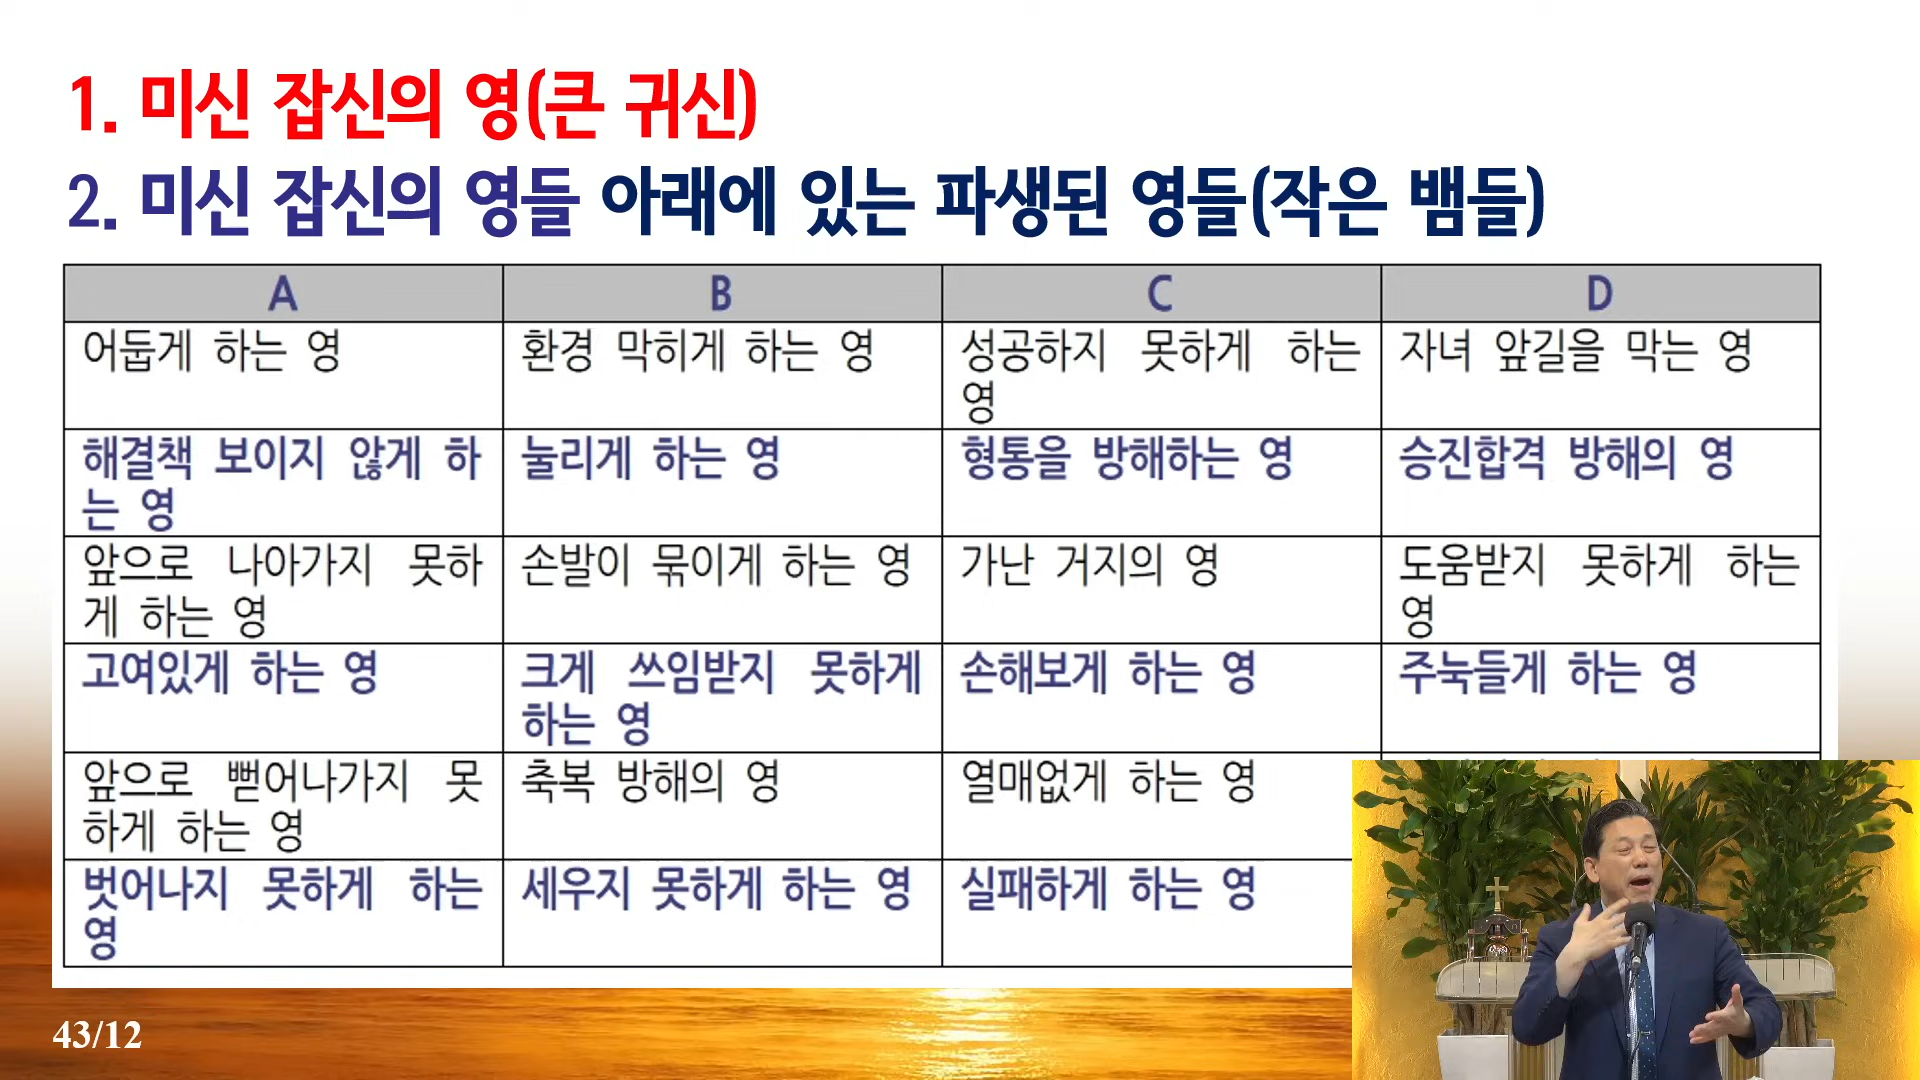 1. 미신 잡신의 영(큰 귀신)
2. 미신 잡신의 영들 아래에 있는 파생된 영들(작은 뱀들)
A B C D
어둡게 하는 영
환경 막히게 하는 영
성공하지 못하게 하는
영
자녀 앞길을 막는 영
해결책 보이지 않게 하
는 영
눌리게 하는 영
형통을 방해하는 영
승진합격 방해의 영
앞으로 나아가지 못하
게 하는 영
손발이 묶이게 하는 영
가난 거지의 영
도움받지 못하게 하는
영
고여있게 하는 영
크게 쓰임받지 못하게
하는 영
손해보게 하는 영
주눅들게 하는 영
앞으로 뻗어나가지 못
하게 하는 영
축복 방해의 영
열매없게 하는 영
벗어나지 못하게 하는
영
세우지 못하게 하는 영
실패하게 하는 영
43/12